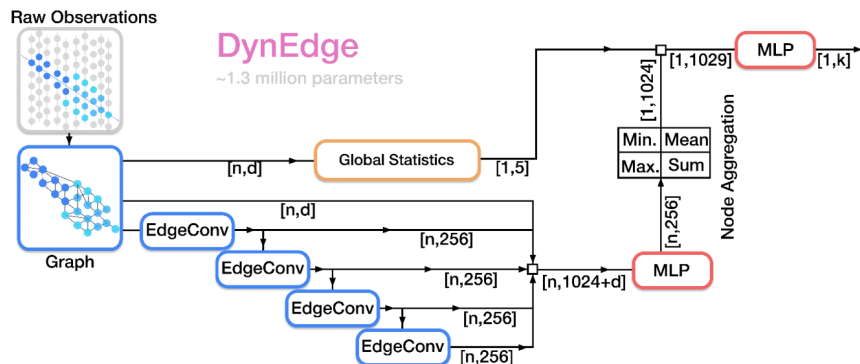 Raw Observations
DynEdge
~1.3 million parameters
MLP
[1,1029]
[1,k]
[1,1024]
Min. Mean
Max. Sum
Node Aggregation
Global Statistics
[n,d]
[1,5]
[n,d]
[n,256]
EdgeConv
[n,256]
Graph
EdgeConv
[n,256]
[n,1024+d]
MLP
EdgeConv
[n,256]
EdgeConv
[n,256]